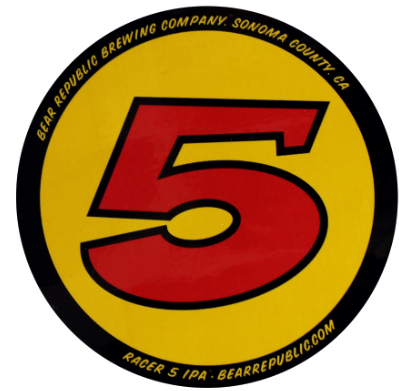 BEAR REPUBLIC BREWING COMPANY. SONOMA COUNTY. CA
5
RACER 5 IPA · BEARREPUBLIC.COM